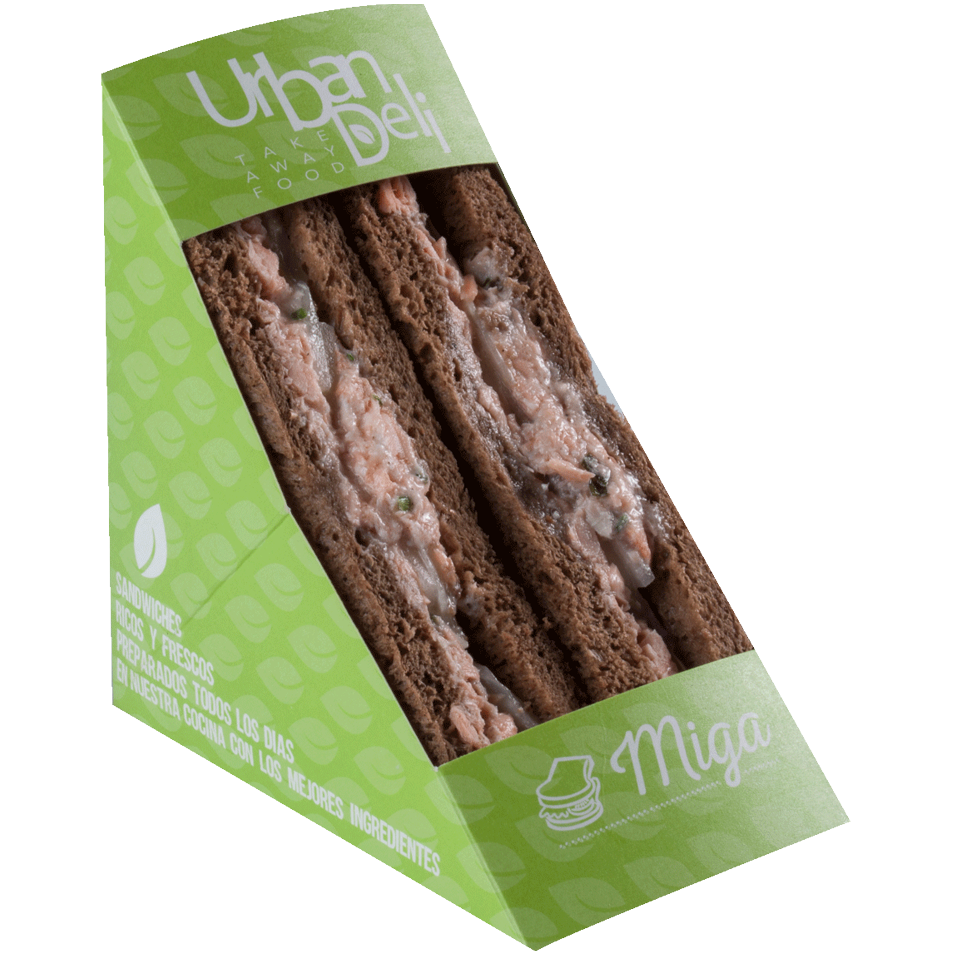 Urban
Deli
TAKE
AWAY
FOOD
SANDWICHES
RICOS Y FRESCOS
PREPARADOS TODOS LOS DIAS
EN NUESTRA COCINA CON LOS MEJORES INGREDIENTES
Miga